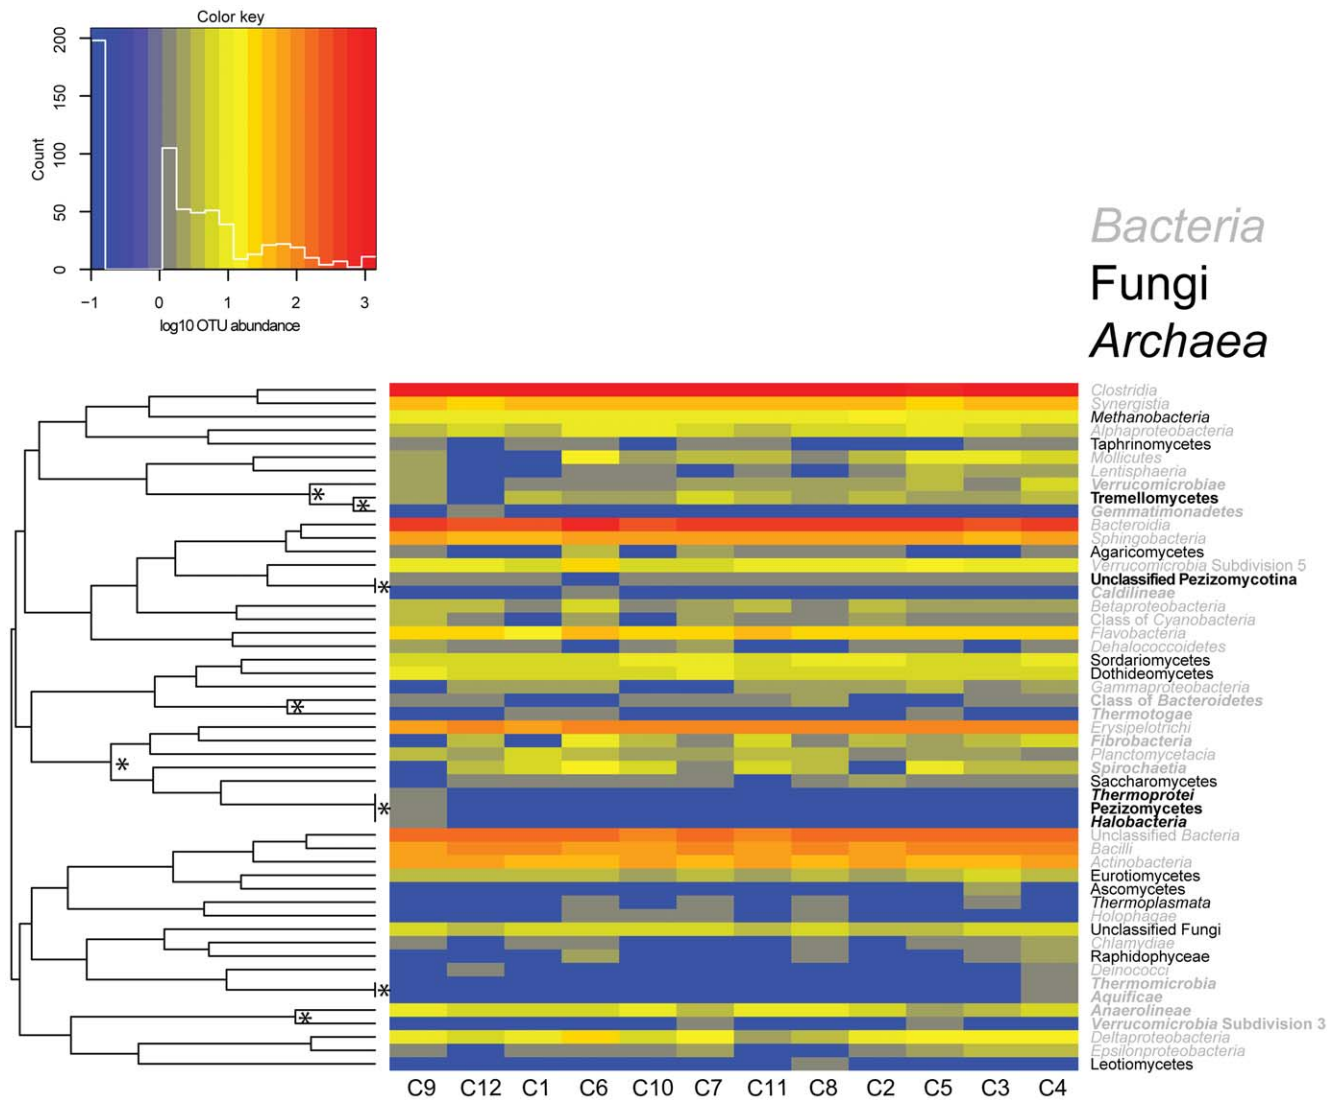 Color key
200
150
100
50
0
Count
−1 0 1 2 3
log10 OTU abundance
Bacteria
Fungi
Archaea
Clostridia
Synergistia
Methanobacteria
Alphaproteobacteria
Taphrinomycetes
Mollicutes
Lentisphaeria
Verrucomicrobiae
*
Tremellomycetes
*
Gemmatimonadetes
Bacteroidia
Sphingobacteria
Agaricomycetes
Verrucomicrobia Subdivision 5
Unclassified Pezizomycotina
*
Caldilineae
Betaproteobacteria
Class of Cyanobacteria
Flavobacteria
Dehalococcoidetes
Sordariomycetes
Dothideomycetes
Gammaproteobacteria
Class of Bacteroidetes
*
Thermotogae
Erysipelotrichi
Fibrobacteria
Planctomycetacia
*
Spirochaetia
Saccharomycetes
Thermoprotei
Pezizomycetes
*
Halobacteria
Unclassified Bacteria
Bacilli
Actinobacteria
Eurotiomycetes
Ascomycetes
Thermoplasmata
Holophagae
Unclassified Fungi
Chlamydiae
Raphidophyceae
Deinococci
Thermomicrobia
*
Aquificae
Anaerolineae
*
Verrucomicrobia Subdivision 3
Deltaproteobacteria
Epsilonproteobacteria
Leotiomycetes
C9 C12 C1 C6 C10 C7 C11 C8 C2 C5 C3 C4